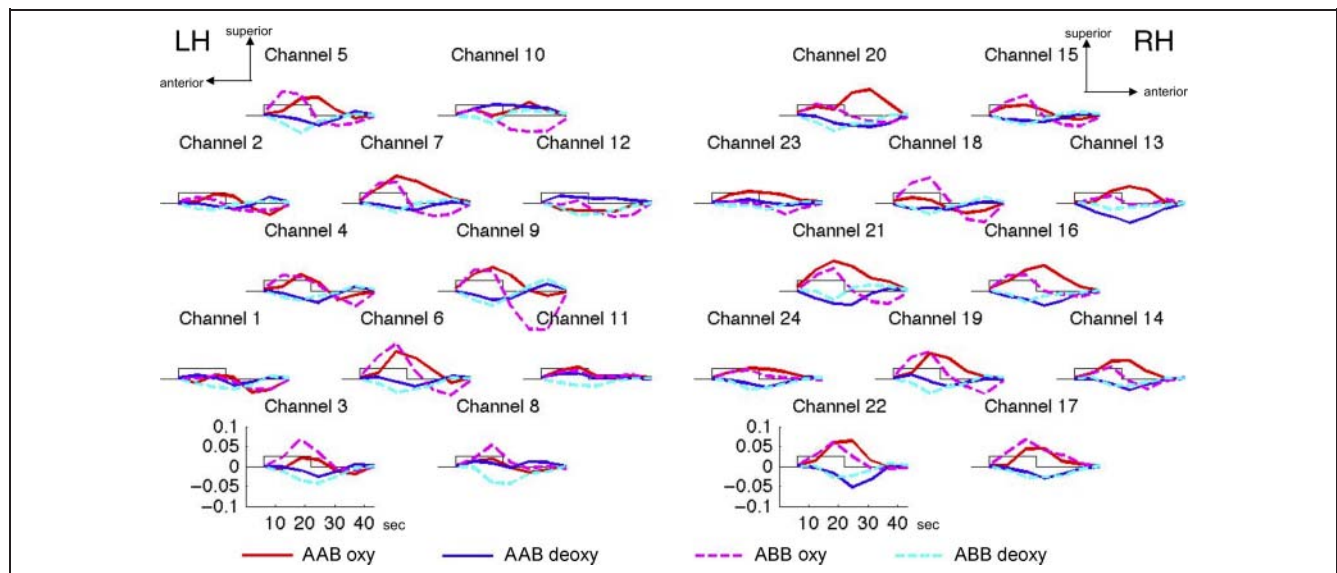 LH
superior
anterior
Channel 5
Channel 10
Channel 20
Channel 15
superior
RH
anterior
Channel 2
Channel 7
Channel 12
Channel 23
Channel 18
Channel 13
Channel 4
Channel 9
Channel 21
Channel 16
Channel 1
Channel 6
Channel 11
Channel 24
Channel 19
Channel 14
Channel 3
Channel 8
Channel 22
Channel 17
0.1
0.05
0
−0.05
−0.1
10 20 30 40 sec
0.1
0.05
0
−0.05
−0.1
10 20 30 40 sec
AAB oxy
AAB deoxy
ABB oxy
ABB deoxy